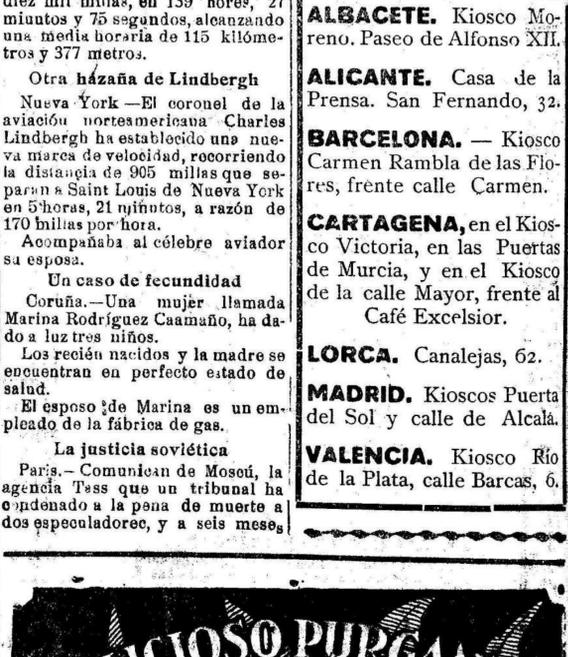 diez mil millas, en 139 hores, 27
minutos y 75 segundos, alcanzando
una media horaria de 115 kilóme-
tros y 377 metros.
Otra hazaña de Lindbergh
Nueva York—El coronel de la
aviación norteamericana Charles
Lindbergh ha establecido una nue-
va marca de velocidad, recorriendo
la distancia de 905 millas que se-
paran a Saint Louis de Nueva York
en 5 horas, 21 minutos, a razón de
170 millas por hora.
Acompañaba al célebre aviador
su esposa.
Un caso de fecundidad
Coruña.—Una mujer llamada
Marina Rodríguez Caamaño, ha da-
do a luz tres niños.
Los recién nacidos y la madre se
encuentran en perfecto estado de
salud.
El esposo de Marina es un em-
pleado de la fábrica de gas.
La justicia soviética
París.—Comunican de Moscú, la
agencia Tass que un tribunal ha
condenado a la pena de muerte a
dos especuladores, y a seis meses
ALBACETE. Kiosco Mo-
reno. Paseo de Alfonso XII.
ALICANTE. Casa de la
Prensa. San Fernando, 32.
BARCELONA. — Kiosco
Carmen Rambla de las Flo-
res, frente calle Carmen.
CARTAGENA, en el Kios-
co Victoria, en las Puertas
de Murcia, y en el Kiosco
de la calle Mayor, frente al
Café Excelsior.
LORCA. Canalejas, 62.
MADRID. Kioscos Puerta
del Sol y calle de Alcalá.
VALENCIA. Kiosco Río
de la Plata, calle Barcas, 6.